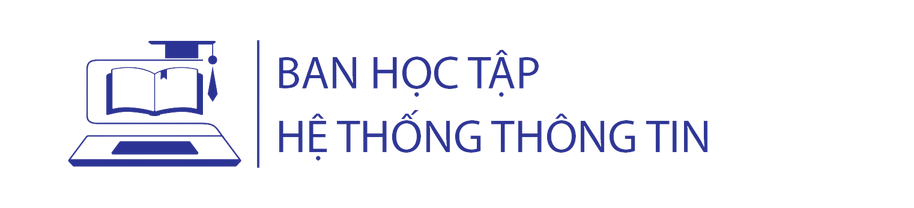 BAN HỌC TẬP
HỆ THỐNG THÔNG TIN